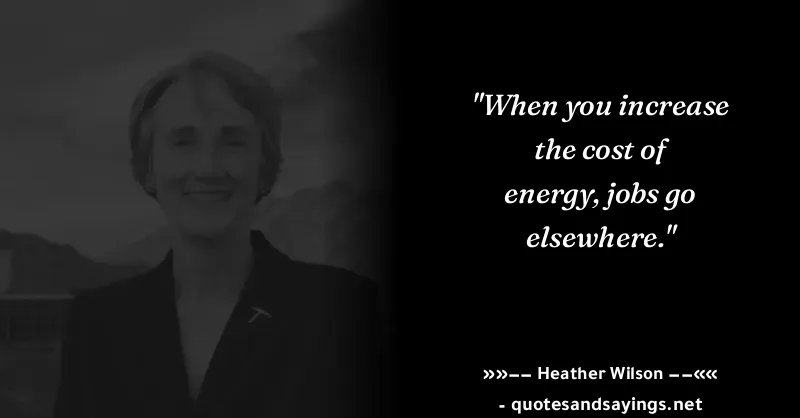 "When you increase
the cost of
energy, jobs go
elsewhere."
»»−− Heather Wilson −−««
- quotesandsayings.net